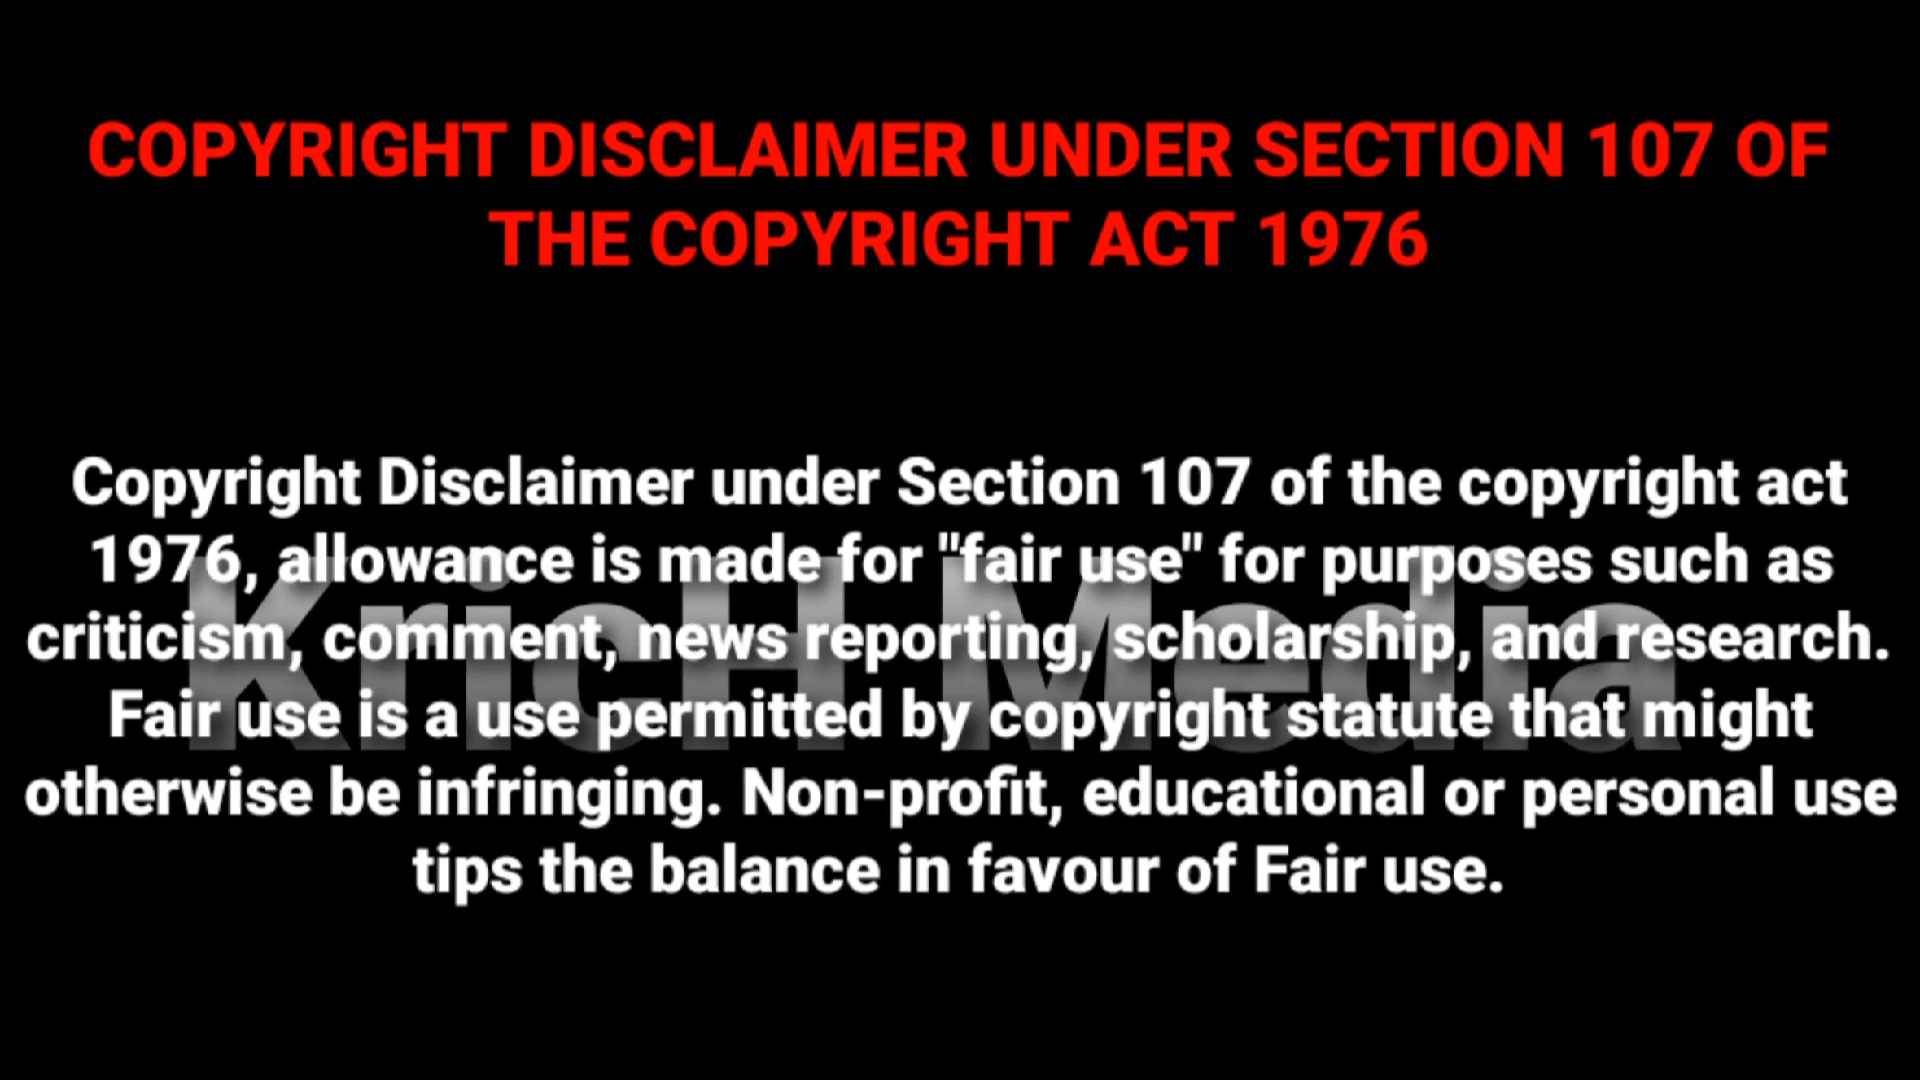 COPYRIGHT DISCLAIMER UNDER SECTION 107 OF
THE COPYRIGHT ACT 1976
Copyright Disclaimer under Section 107 of the copyright act
1976, allowance is made for "fair use" for purposes such as
criticism, comment, news reporting, scholarship, and research.
KricH Media
Fair use is a use permitted by copyright statute that might
otherwise be infringing. Non-profit, educational or personal use
tips the balance in favour of Fair use.